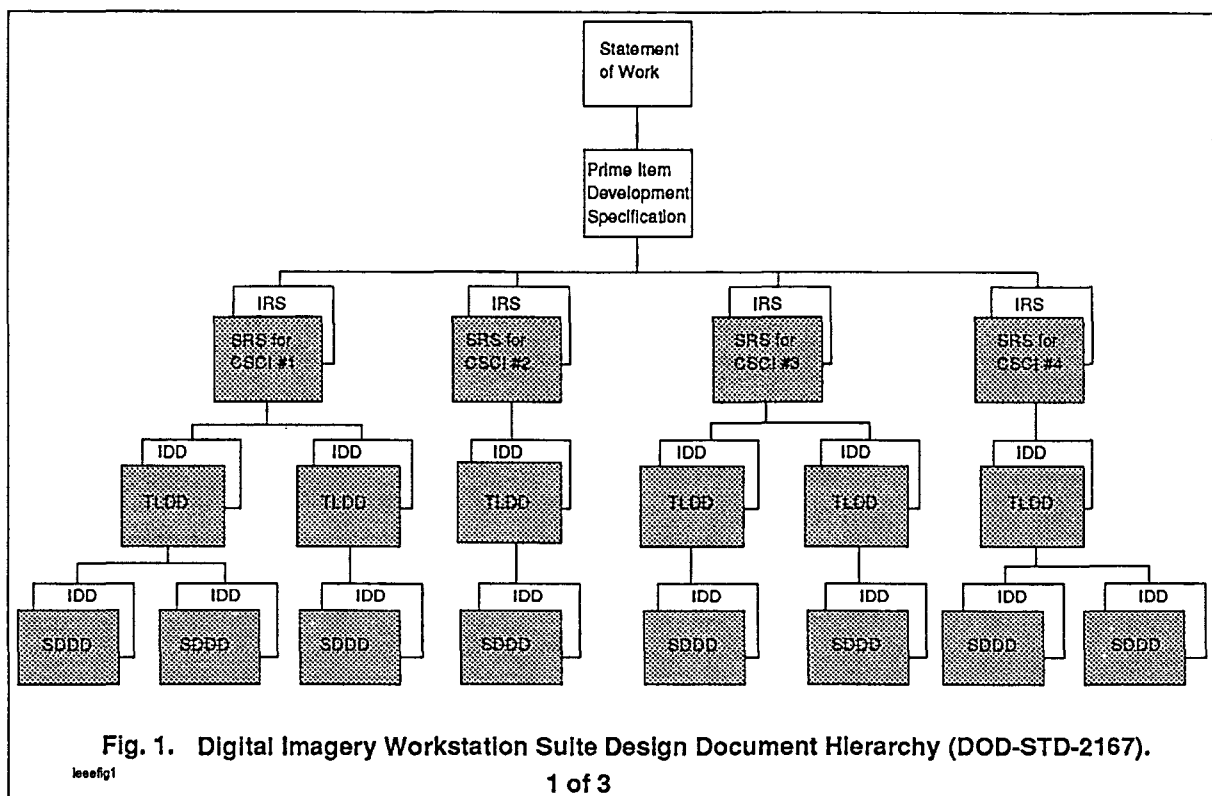 Statement
of Work
Prime Item
Development
Specification
IRS
SRS for
CSCI #1
IRS
SRS for
CSCI #2
IRS
SRS for
CSCI #3
IRS
SRS for
CSCI #4
IDD
TLDD
IDD
TLDD
IDD
TLDD
IDD
TLDD
IDD
TLDD
IDD
TLDD
IDD
SDDD
IDD
SDDD
IDD
SDDD
IDD
SDDD
IDD
SDDD
IDD
SDDD
IDD
SDDD
IDD
SDDD
Fig. 1. Digital Imagery Workstation Suite Design Document Hierarchy (DOD-STD-2167).
ieeefig1
1 of 3